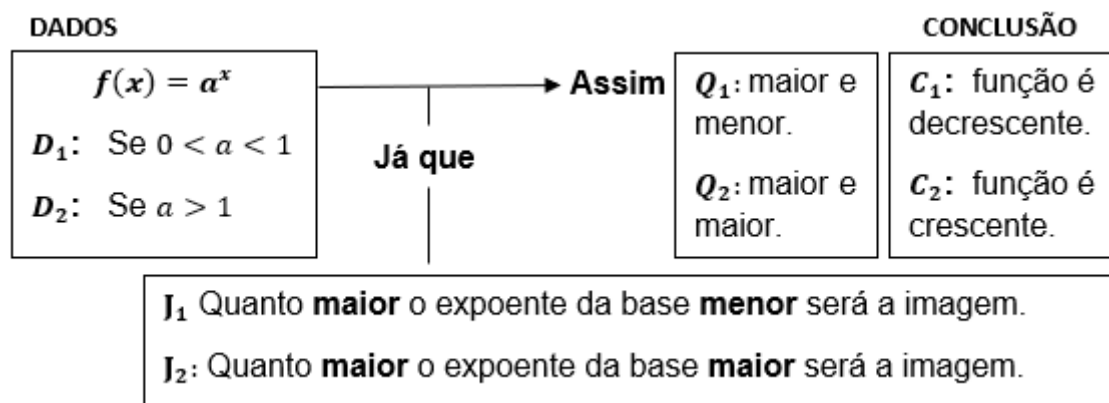 DADOS
CONCLUSÃO
f(x) = aˣ
D₁: Se 0 < a < 1
D₂: Se a > 1
Já que
Assim
Q₁: maior e
menor.
Q₂: maior e
maior.
C₁: função é
decrescente.
C₂: função é
crescente.
J₁ Quanto maior o expoente da base menor será a imagem.
J₂: Quanto maior o expoente da base maior será a imagem.